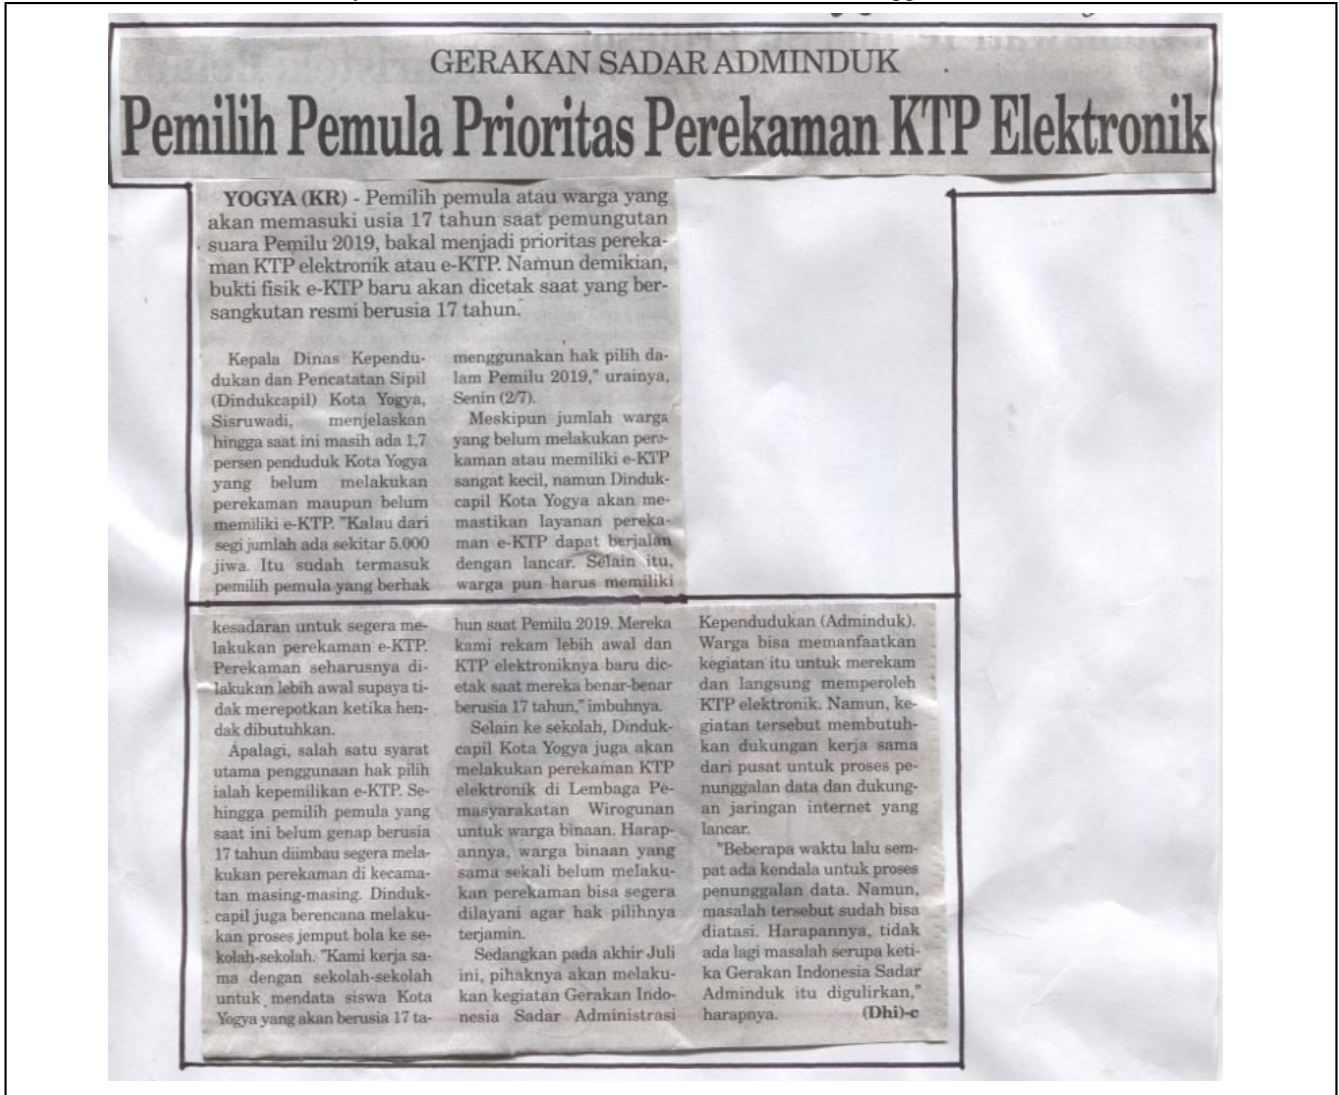 GERAKAN SADAR ADMINDUK
Pemilih Pemula Prioritas Perekaman KTP Elektronik
YOGYA (KR) - Pemilih pemula atau warga yang
akan memasuki usia 17 tahun saat pemungutan
suara Pemilu 2019, bakal menjadi prioritas pereka-
man KTP elektronik atau e-KTP. Namun demikian,
bukti fisik e-KTP baru akan dicetak saat yang ber-
sangkutan resmi berusia 17 tahun.
Kepala Dinas Kependu-
dukan dan Pencatatan Sipil
(Dindukcapil) Kota Yogya,
Sisruwadi, menjelaskan
hingga saat ini masih ada 1,7
persen penduduk Kota Yogya
yang belum melakukan
perekaman maupun belum
memiliki e-KTP. "Kalau dari
segi jumlah ada sekitar 5.000
jiwa. Itu sudah termasuk
pemilih pemula yang berhak
menggunakan hak pilih da-
lam Pemilu 2019," urainya,
Senin (2/7).
Meskipun jumlah warga
yang belum melakukan pere-
kaman atau memiliki e-KTP
sangat kecil, namun Dinduk-
capil Kota Yogya akan me-
mastikan layanan pereka-
man e-KTP dapat berjalan
dengan lancar. Selain itu,
warga pun harus memiliki
kesadaran untuk segera me-
lakukan perekaman e-KTP.
Perekaman seharusnya di-
lakukan lebih awal supaya ti-
dak merepotkan ketika hen-
dak dibutuhkan.
Apalagi, salah satu syarat
utama penggunaan hak pilih
ialah kepemilikan e-KTP. Se-
hingga pemilih pemula yang
saat ini belum genap berusia
17 tahun diimbau segera mela-
kukan perekaman di kecama-
tan masing-masing. Dinduk-
capil juga berencana melaku-
kan proses jemput bola ke se-
kolah-sekolah. "Kami kerja sa-
ma dengan sekolah-sekolah
untuk mendata siswa Kota
Yogya yang akan berusia 17 ta-
hun saat Pemilu 2019. Mereka
kami rekam lebih awal dan
KTP elektroniknya baru dic-
etak saat mereka benar-benar
berusia 17 tahun," imbuhnya.
Selain ke sekolah, Dinduk-
capil Kota Yogya juga akan
melakukan perekaman KTP
elektronik di Lembaga Pe-
masyarakatan Wirogunan
untuk warga binaan. Harap-
annya, warga binaan yang
sama sekali belum melaku-
kan perekaman bisa segera
dilayani agar hak pilihnya
terjamin.
Sedangkan pada akhir Juli
ini, pihaknya akan melaku-
kan kegiatan Gerakan Indo-
nesia Sadar Administrasi
Kependudukan (Adminduk).
Warga bisa memanfaatkan
kegiatan itu untuk merekam
dan langsung memperoleh
KTP elektronik. Namun, ke-
giatan tersebut membutuh-
kan dukungan kerja sama
dari pusat untuk proses pe-
nunggalan data dan dukung-
an jaringan internet yang
lancar.
"Beberapa waktu lalu sem-
pat ada kendala untuk proses
penunggalan data. Namun,
masalah tersebut sudah bisa
diatasi. Harapannya, tidak
ada lagi masalah serupa keti-
ka Gerakan Indonesia Sadar
Adminduk itu digulirkan,"
harapnya. (Dhi)-c